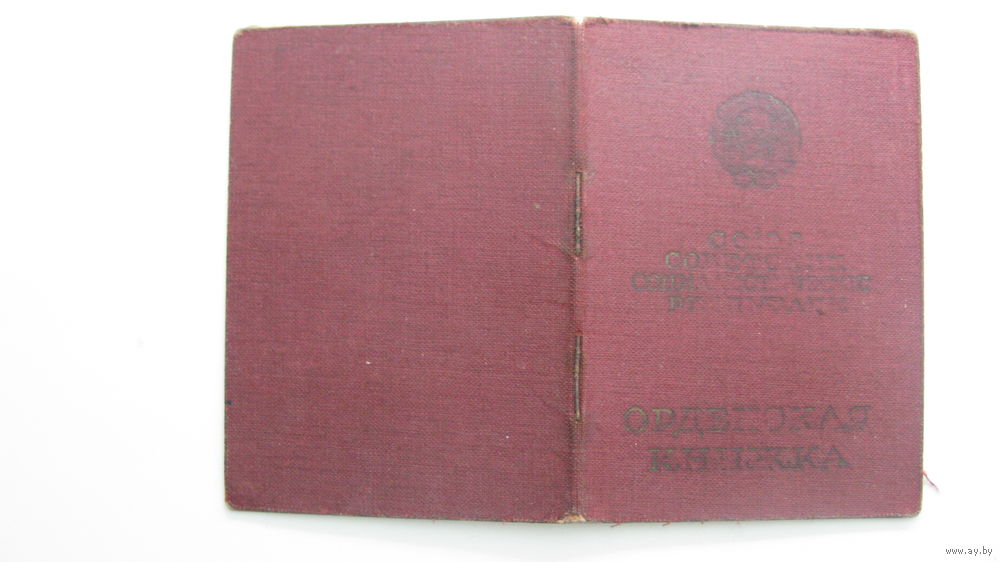 СОЮЗ
СОВЕТСКИХ
СОЦИАЛИСТИЧЕСКИХ
РЕСПУБЛИК
ОРДЕНСКАЯ
КНИЖКА
www.ay.by